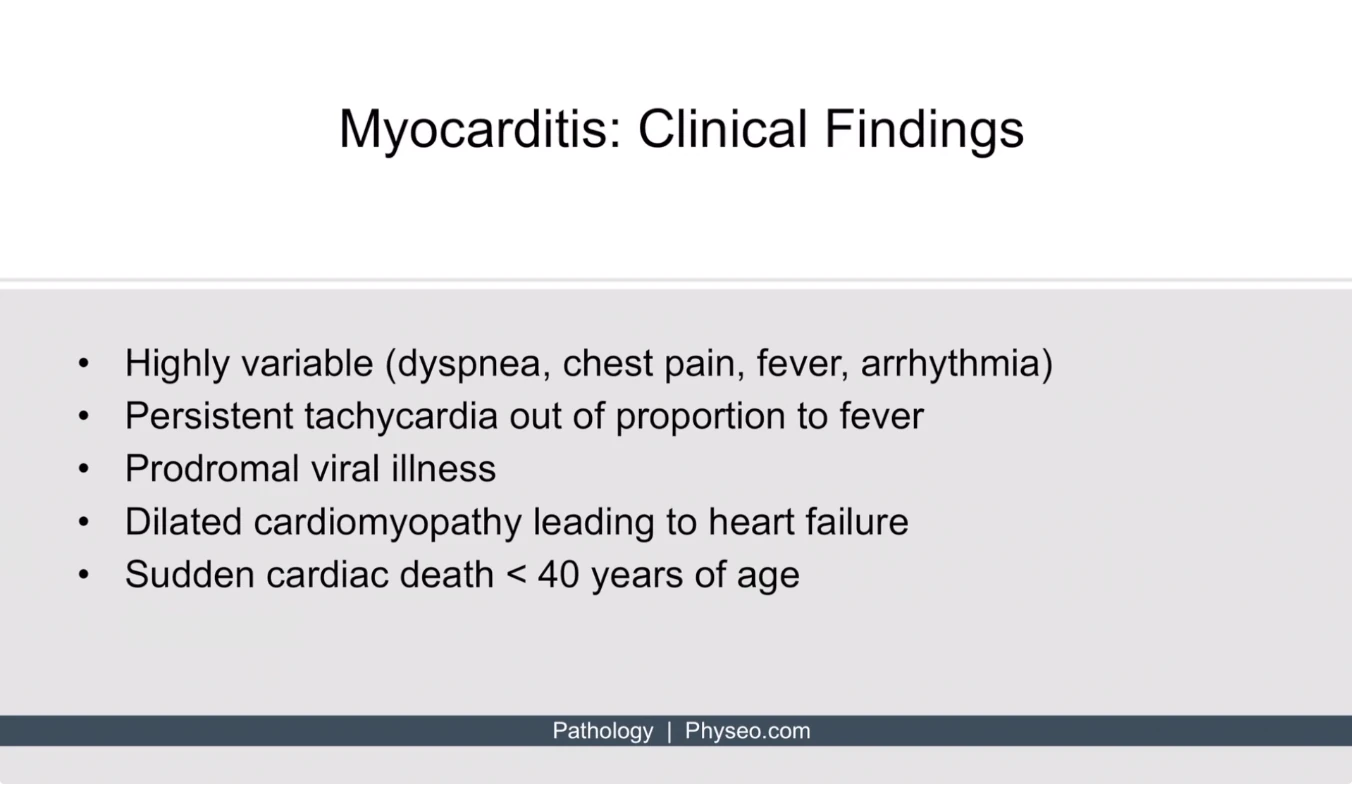 Myocarditis: Clinical Findings
• Highly variable (dyspnea, chest pain, fever, arrhythmia)
• Persistent tachycardia out of proportion to fever
• Prodromal viral illness
• Dilated cardiomyopathy leading to heart failure
• Sudden cardiac death < 40 years of age
Pathology | Physeo.com